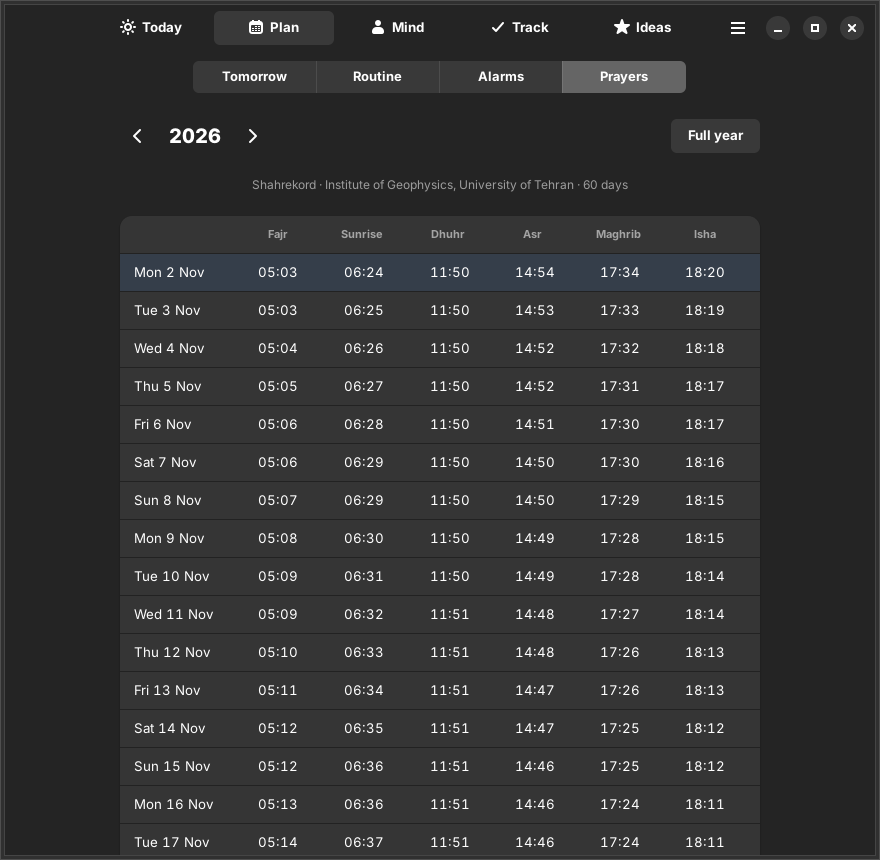 Today Plan Mind Track Ideas
Tomorrow Routine Alarms Prayers
2026 Full year
Shahrekord · Institute of Geophysics, University of Tehran · 60 days
Fajr Sunrise Dhuhr Asr Maghrib Isha
Mon 2 Nov 05:03 06:24 11:50 14:54 17:34 18:20
Tue 3 Nov 05:03 06:25 11:50 14:53 17:33 18:19
Wed 4 Nov 05:04 06:26 11:50 14:52 17:32 18:18
Thu 5 Nov 05:05 06:27 11:50 14:52 17:31 18:17
Fri 6 Nov 05:06 06:28 11:50 14:51 17:30 18:17
Sat 7 Nov 05:06 06:29 11:50 14:50 17:30 18:16
Sun 8 Nov 05:07 06:29 11:50 14:50 17:29 18:15
Mon 9 Nov 05:08 06:30 11:50 14:49 17:28 18:15
Tue 10 Nov 05:09 06:31 11:50 14:49 17:28 18:14
Wed 11 Nov 05:09 06:32 11:51 14:48 17:27 18:14
Thu 12 Nov 05:10 06:33 11:51 14:48 17:26 18:13
Fri 13 Nov 05:11 06:34 11:51 14:47 17:26 18:13
Sat 14 Nov 05:12 06:35 11:51 14:47 17:25 18:12
Sun 15 Nov 05:12 06:36 11:51 14:46 17:25 18:12
Mon 16 Nov 05:13 06:36 11:51 14:46 17:24 18:11
Tue 17 Nov 05:14 06:37 11:51 14:46 17:24 18:11